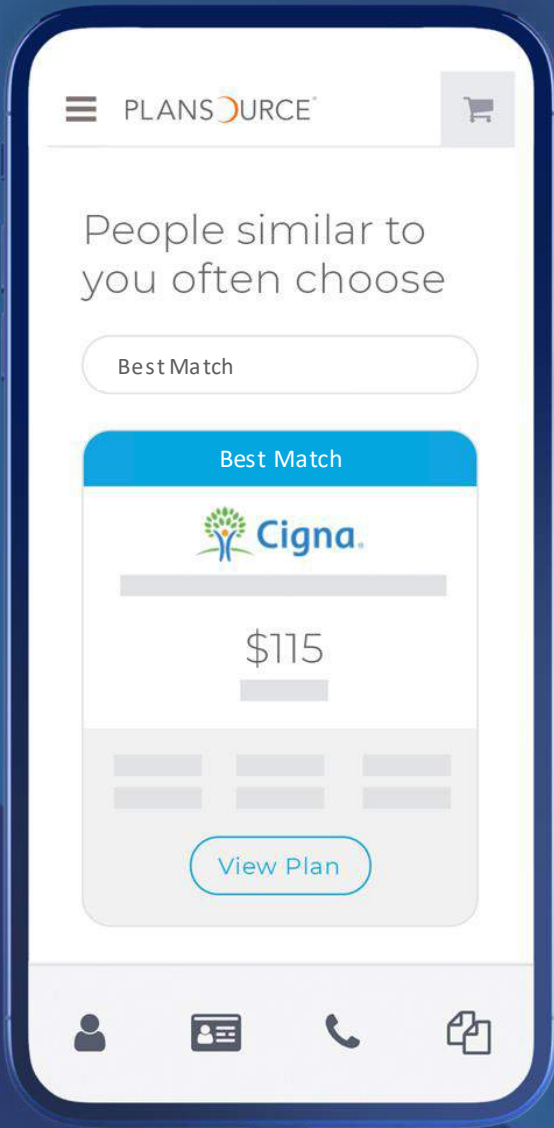 PLANSOURCE
People similar to
you often choose
Best Match
Best Match
Cigna.
$115
View Plan